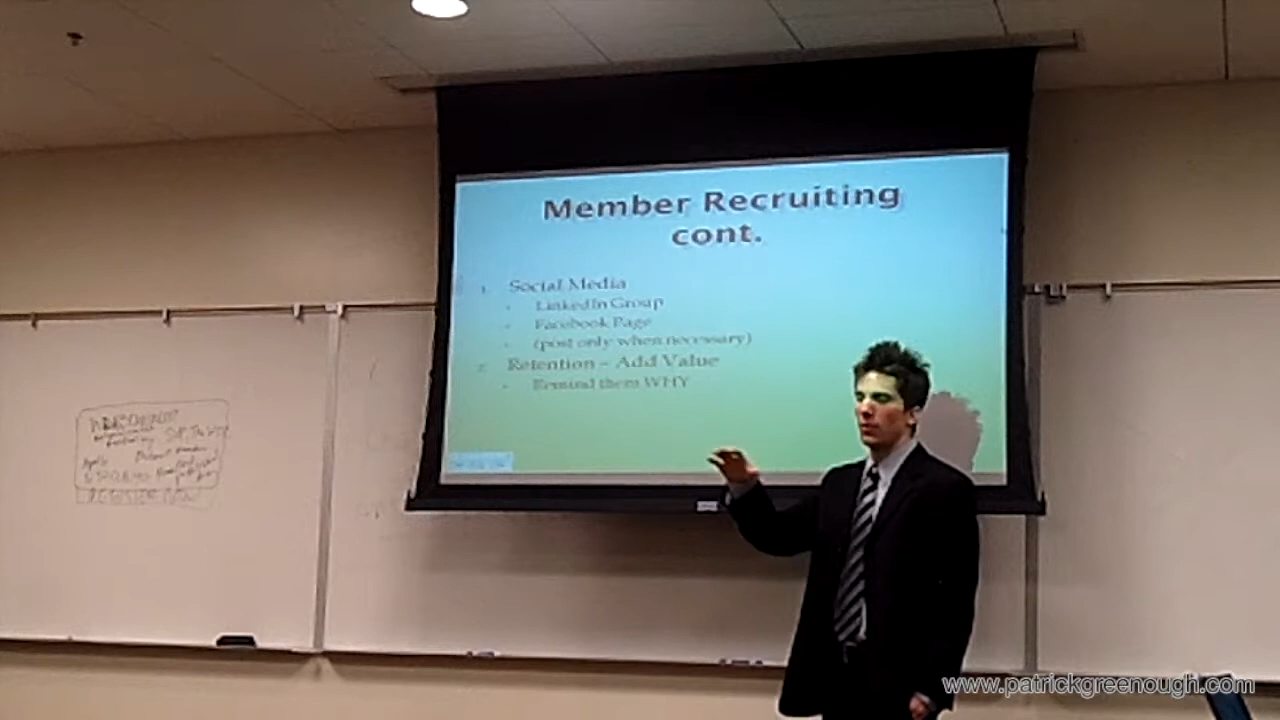 Member Recruiting
cont.
1. Social Media
LinkedIn Group
Facebook Page
(post only when necessary)
2. Retention – Add Value
Remind them WHY
www.patrickgreenough.com